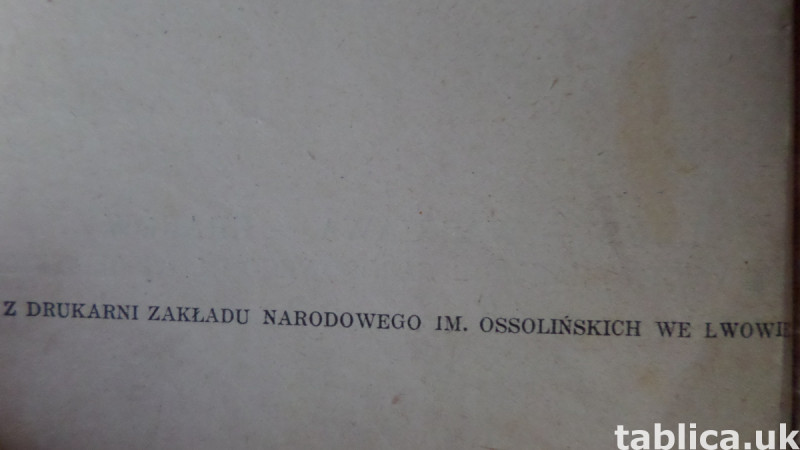 Z DRUKARNI ZAKŁADU NARODOWEGO IM. OSSOLIŃSKICH WE LWOWIE
tablica.uk